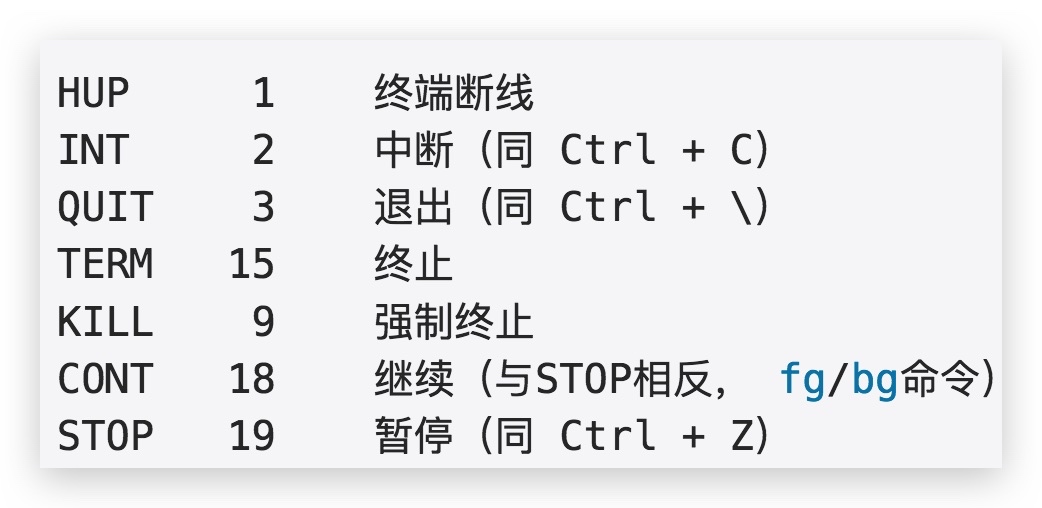 HUP 1 终端断线
INT 2 中断（同 Ctrl + C）
QUIT 3 退出（同 Ctrl + \）
TERM 15 终止
KILL 9 强制终止
CONT 18 继续（与STOP相反， fg/bg命令）
STOP 19 暂停（同 Ctrl + Z）